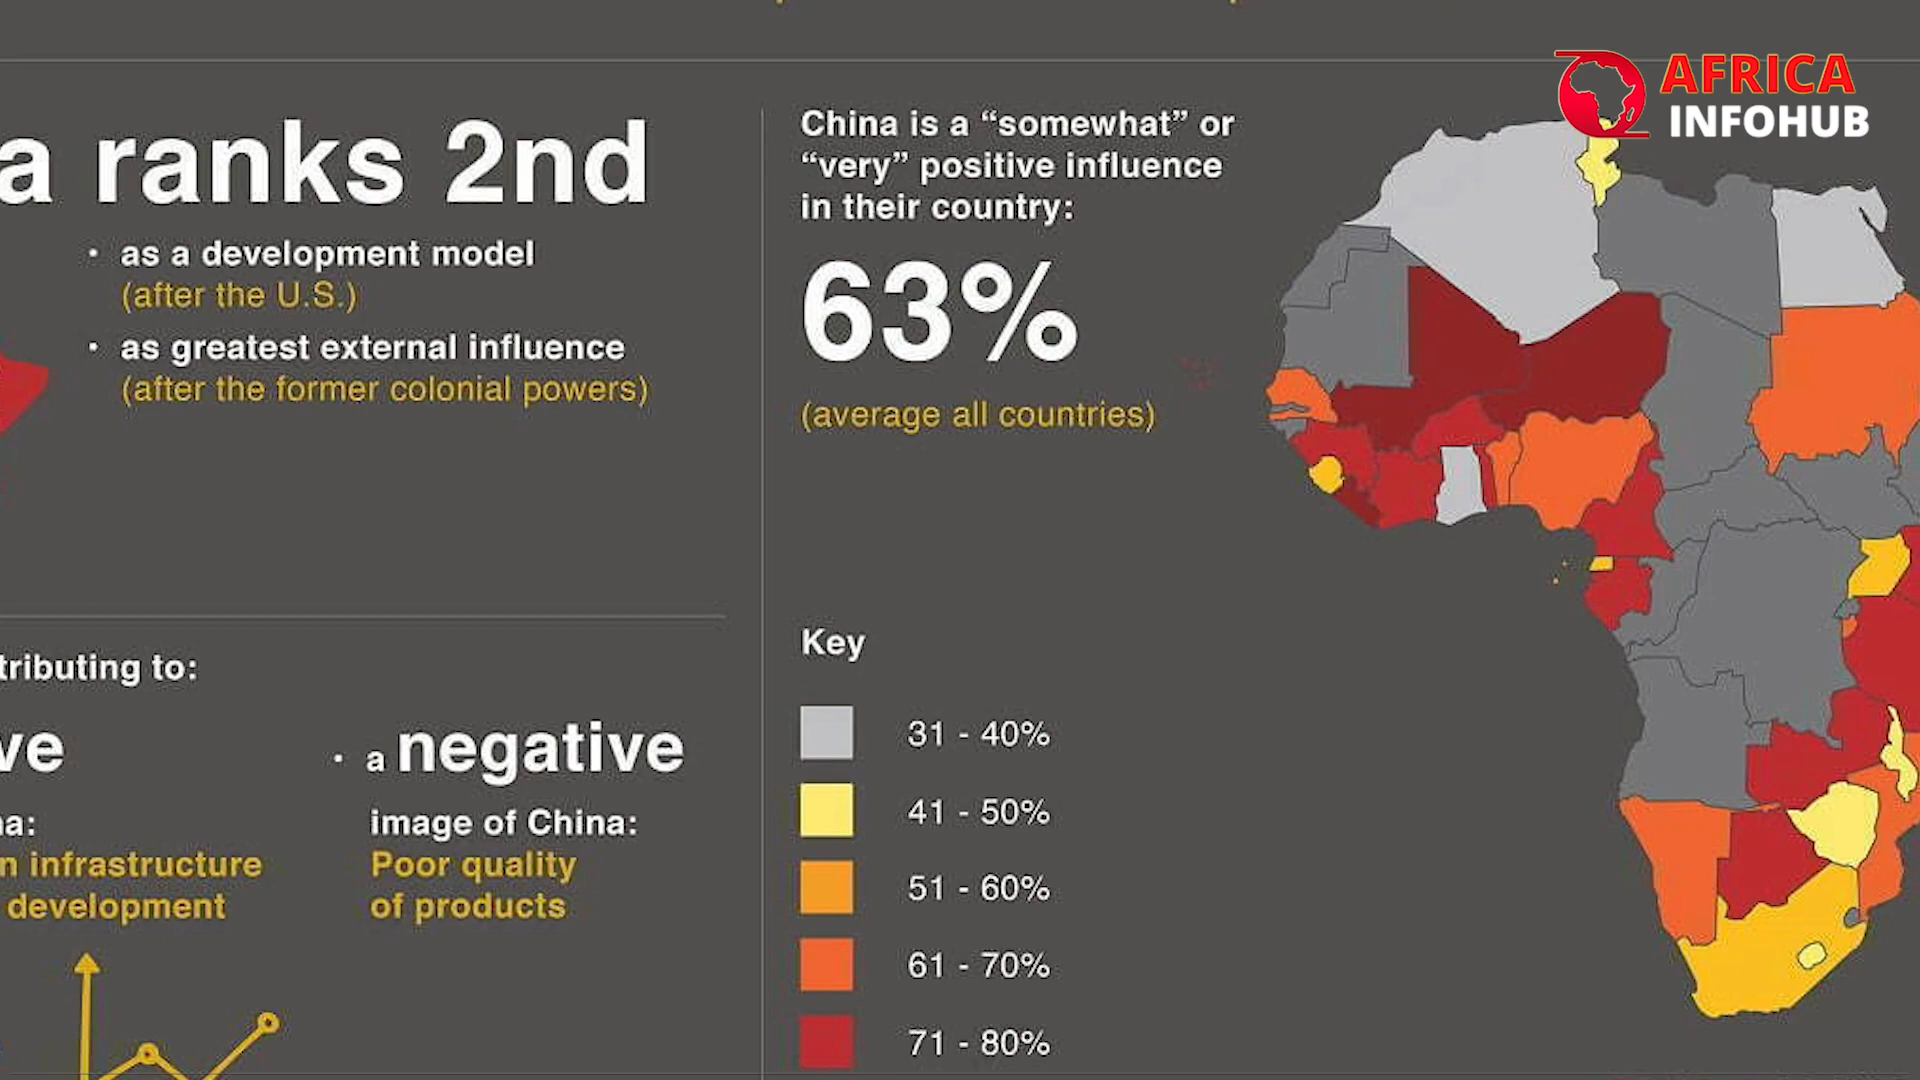 AFRICA
INFOHUB
a ranks 2nd
· as a development model
(after the U.S.)
· as greatest external influence
(after the former colonial powers)
tributing to:
ve
na:
n infrastructure
development
· a negative
image of China:
Poor quality
of products
China is a “somewhat” or
“very” positive influence
in their country:
63%
(average all countries)
Key
31 - 40%
41 - 50%
51 - 60%
61 - 70%
71 - 80%